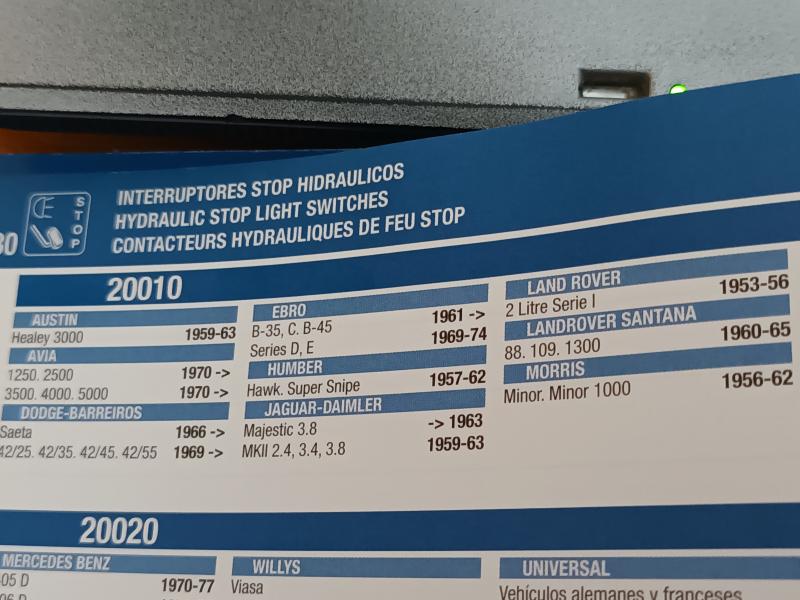 INTERRUPTORES STOP HIDRAULICOS
HYDRAULIC STOP LIGHT SWITCHES
CONTACTEURS HYDRAULIQUES DE FEU STOP
STOP
20010
AUSTIN
Healey 3000 1959-63
AVIA
1250. 2500 1970 ->
3500. 4000. 5000 1970 ->
DODGE-BARREIROS
Saeta 1966 ->
42/25. 42/35. 42/45. 42/55 1969 ->
EBRO
B-35, C. B-45 1961 ->
Series D, E 1969-74
HUMBER
Hawk. Super Snipe 1957-62
JAGUAR-DAIMLER
Majestic 3.8 -> 1963
MKII 2.4, 3.4, 3.8 1959-63
LAND ROVER
2 Litre Serie I 1953-56
LANDROVER SANTANA
88. 109. 1300 1960-65
MORRIS
Minor. Minor 1000 1956-62
20020
MERCEDES BENZ
05 D 1970-77
WILLYS
Viasa
UNIVERSAL
Vehículos alemanes y franceses